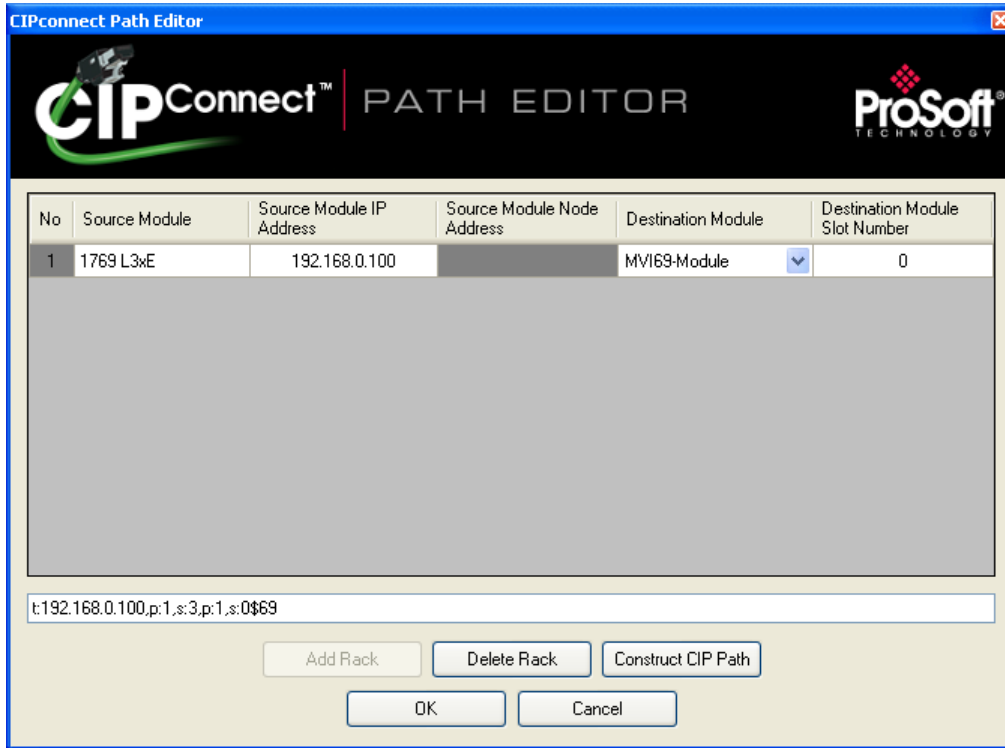 CIPconnect Path Editor
CIPConnect™ PATH EDITOR
ProSoft®
TECHNOLOGY
No Source Module Source Module IP Address Source Module Node Address Destination Module Destination Module Slot Number
1 1769 L3xE 192.168.0.100 MVI69-Module 0
t:192.168.0.100,p:1,s:3,p:1,s:0$69
Add Rack Delete Rack Construct CIP Path
OK Cancel